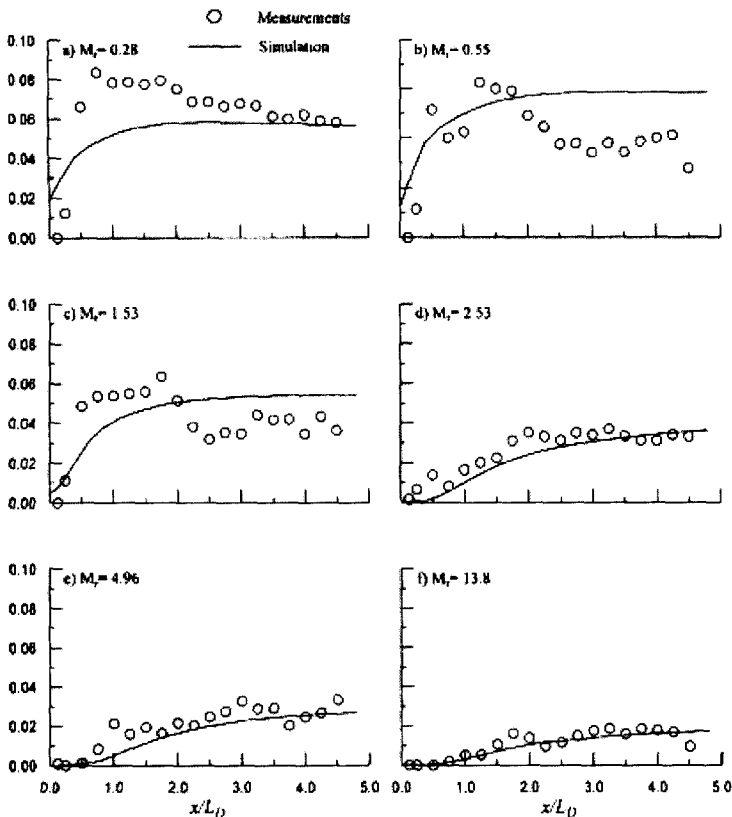 Measurements
Simulation
a) Mᵣ= 0.28
b) Mᵣ= 0.55
0.10
0.08
0.06
0.04
0.02
0.00
c) Mᵣ= 1.53
d) Mᵣ= 2.53
0.10
0.08
0.06
0.04
0.02
0.00
e) Mᵣ= 4.96
f) Mᵣ= 13.8
0.10
0.08
0.06
0.04
0.02
0.00
0.0 1.0 2.0 3.0 4.0 5.0
0.0 1.0 2.0 3.0 4.0 5.0
x/L_D
x/L_D